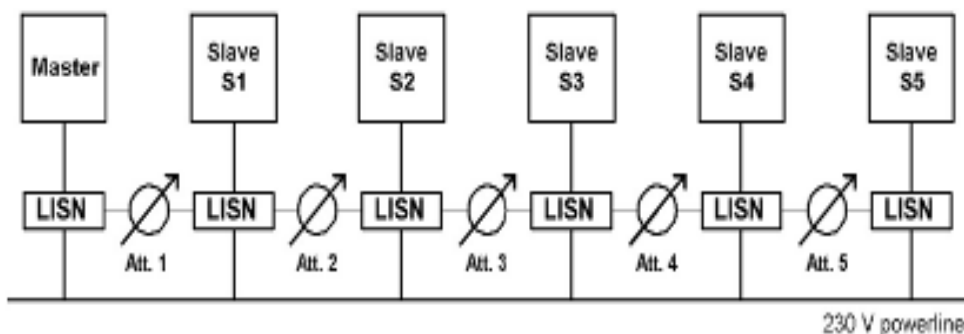 Master
Slave
S1
Slave
S2
Slave
S3
Slave
S4
Slave
S5
LISN
LISN
LISN
LISN
LISN
LISN
Att. 1
Att. 2
Att. 3
Att. 4
Att. 5
230 V powerline